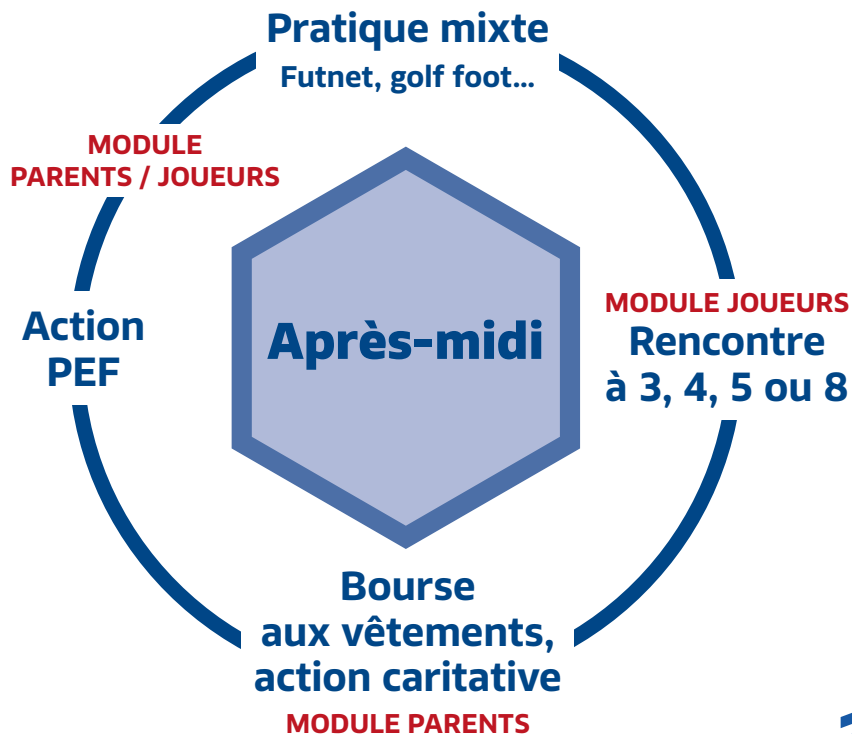 Pratique mixte
Futnet, golf foot...
MODULE
PARENTS / JOUEURS
Action
PEF
Après-midi
MODULE JOUEURS
Rencontre
à 3, 4, 5 ou 8
Bourse
aux vêtements,
action caritative
MODULE PARENTS